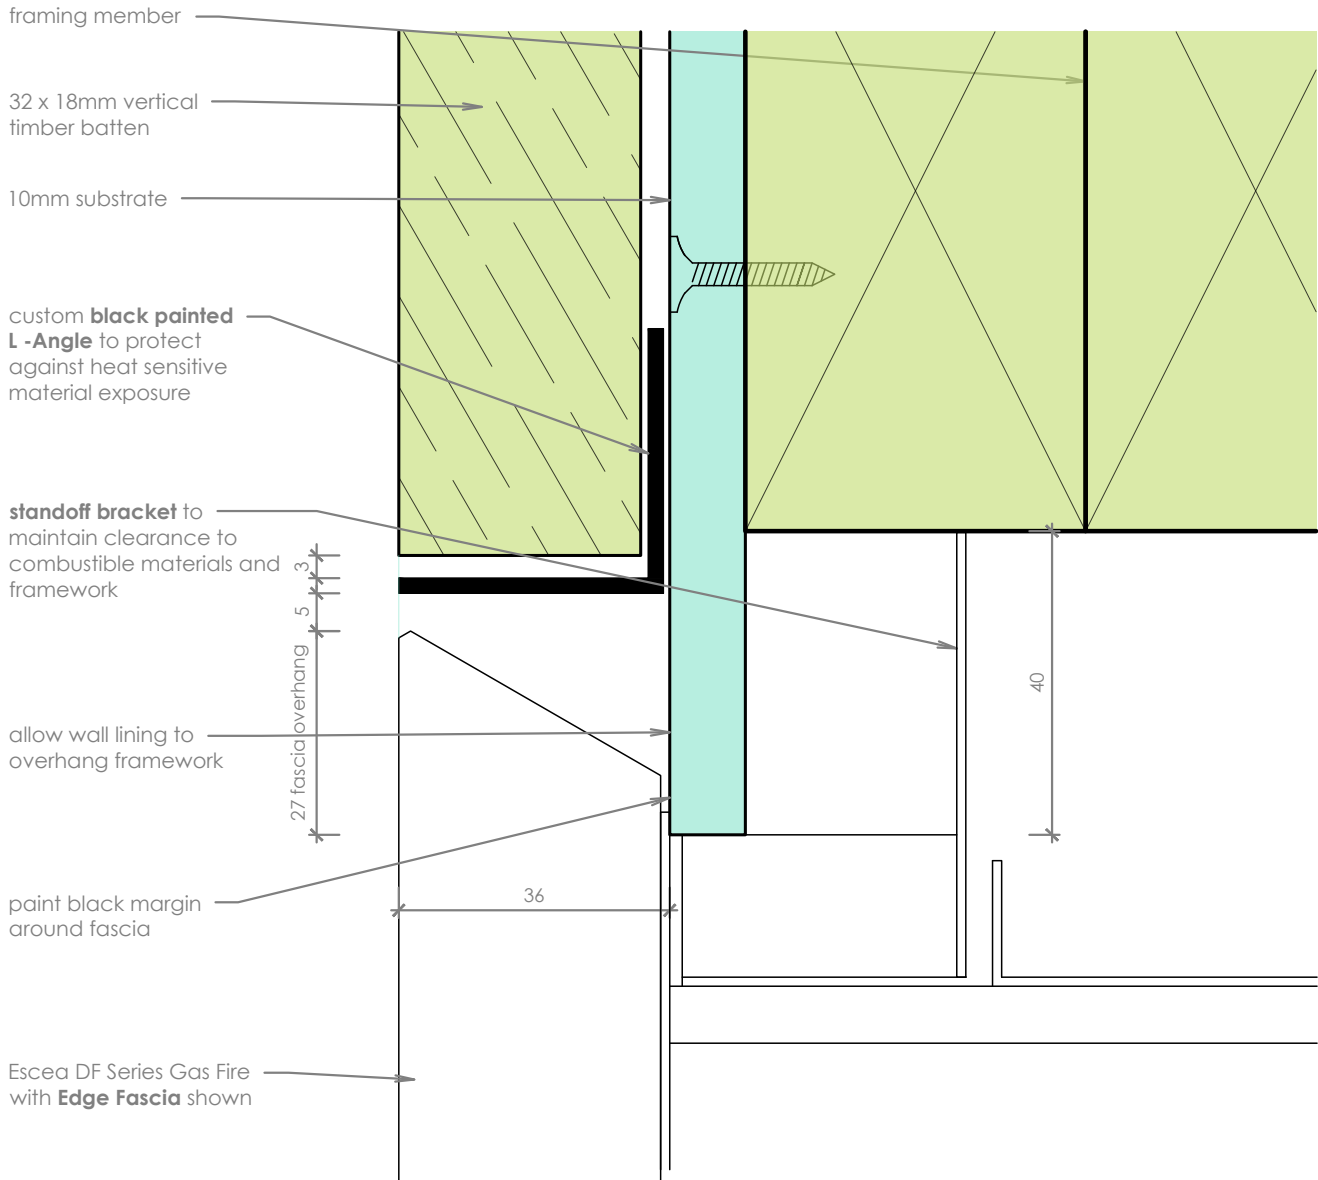 framing member
32 x 18mm vertical
timber batten
10mm substrate
custom black painted
L -Angle to protect
against heat sensitive
material exposure
standoff bracket to
maintain clearance to
combustible materials and
framework
3
5
27 fascia overhang
40
allow wall lining to
overhang framework
36
paint black margin
around fascia
Escea DF Series Gas Fire
with Edge Fascia shown